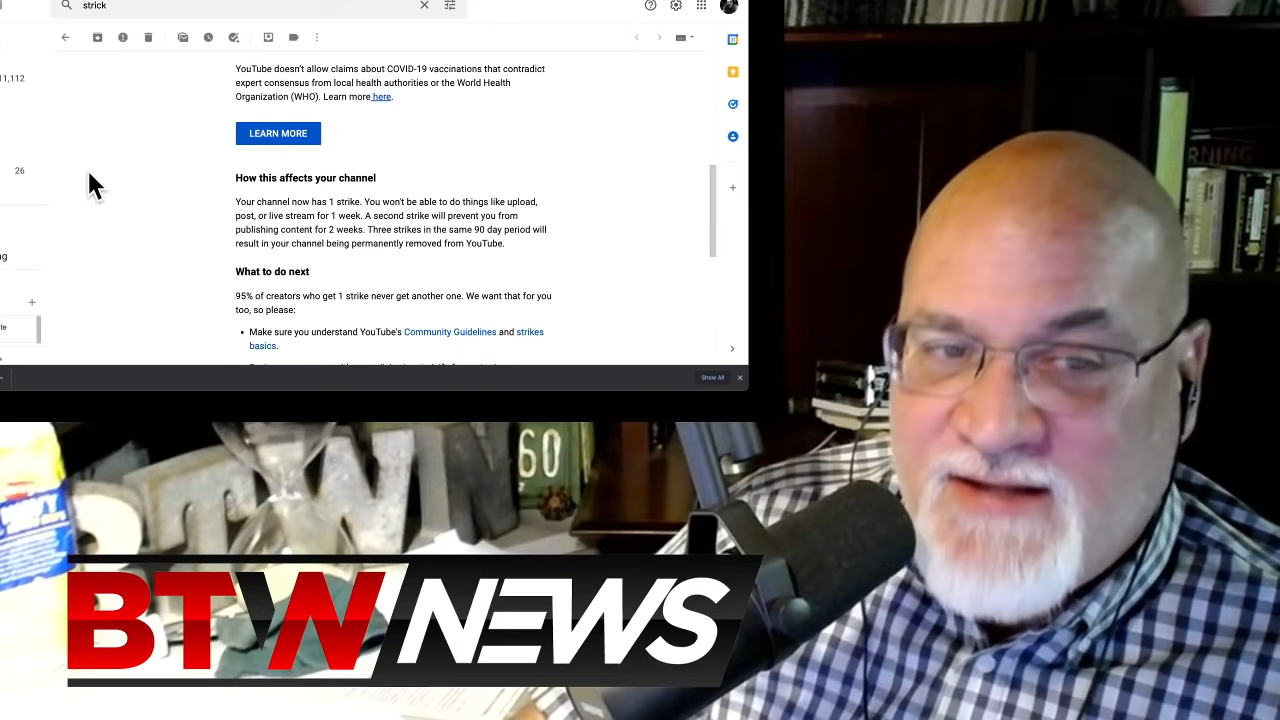 strick
11,112
26
YouTube doesn't allow claims about COVID-19 vaccinations that contradict
expert consensus from local health authorities or the World Health
Organization (WHO). Learn more here.
LEARN MORE
How this affects your channel
Your channel now has 1 strike. You won't be able to do things like upload,
post, or live stream for 1 week. A second strike will prevent you from
publishing content for 2 weeks. Three strikes in the same 90 day period will
result in your channel being permanently removed from YouTube.
What to do next
95% of creators who get 1 strike never get another one. We want that for you
too, so please:
• Make sure you understand YouTube's Community Guidelines and strikes
basics.
Show All
60
BTWN
BTW NEWS